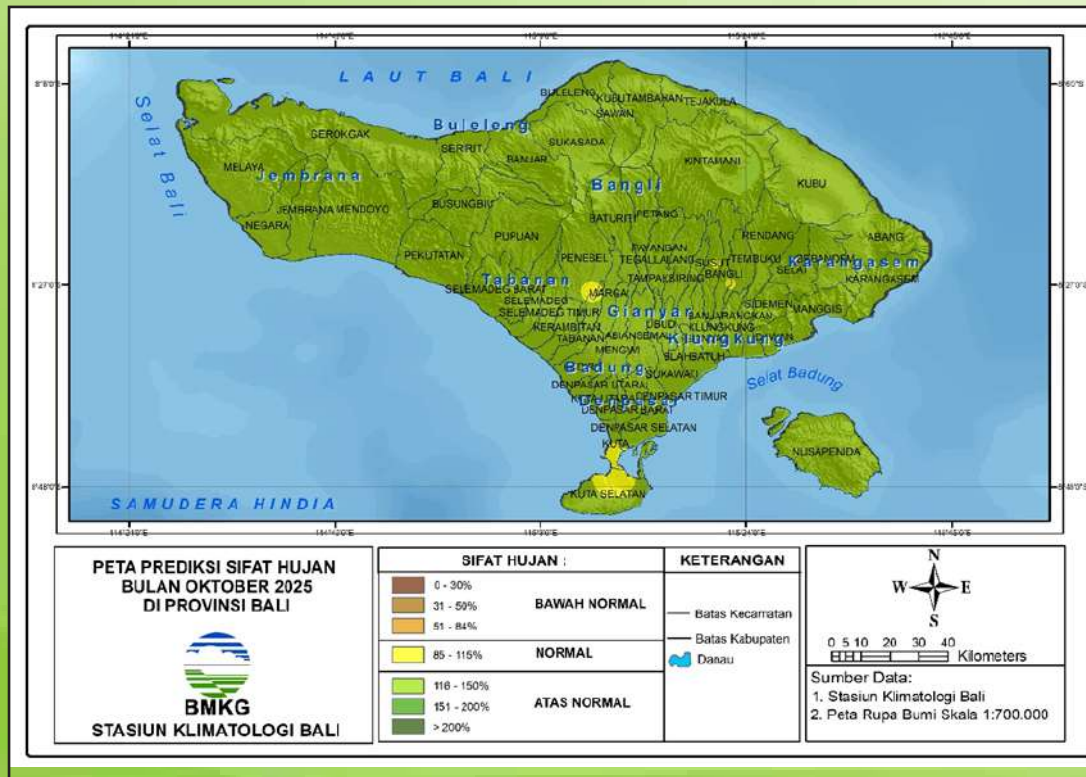 LAUT BALI
Selat Bali
BULELENG
KUBUTAMBAHAN
TEJAKULA
SAWAN
Buleleng
SUKASADA
SERIRIT
BANJAR
KINTAMANI
MELAYA
Jembrana
Bangli
KUBU
JEMBRANA
MENDOYO
NEGARA
BUSUNGBIU
BATURITI
PETANG
PUPUAN
RENDANG
ABANG
PEKUTATAN
PENEBEL
PAYANGAN
TEGALLALANG
SUSUT
TEMBUKU
SELAT
Karangasem
Tabanan
TAMPAKSIRING
BANGLI
KARANGASEM
SELEMADEG BARAT
MARGA
SELEMADEG
SIDEMEN
MANGGIS
SELEMADEG TIMUR
Gianyar
BANJARANGKAN
KERAMBITAN
UBUD
KLUNGKUNG
TABANAN
ABIANSEMAL
Klungkung
MENGWI
BLAHBATUH
Badung
SUKAWATI
Selat Badung
DENPASAR UTARA
Denpasar
DENPASAR TIMUR
DENPASAR BARAT
DENPASAR SELATAN
KUTA
NUSAPENIDA
KUTA SELATAN
SAMUDERA HINDIA
PETA PREDIKSI SIFAT HUJAN
BULAN OKTOBER 2025
DI PROVINSI BALI
BMKG
STASIUN KLIMATOLOGI BALI
SIFAT HUJAN :
0 - 30%
31 - 50%
51 - 84%
BAWAH NORMAL
85 - 115%
NORMAL
116 - 150%
151 - 200%
> 200%
ATAS NORMAL
KETERANGAN
Batas Kecamatan
Batas Kabupaten
Danau
N
W
E
S
0 5 10 20 30 40
Kilometers
Sumber Data:
1. Stasiun Klimatologi Bali
2. Peta Rupa Bumi Skala 1:700.000